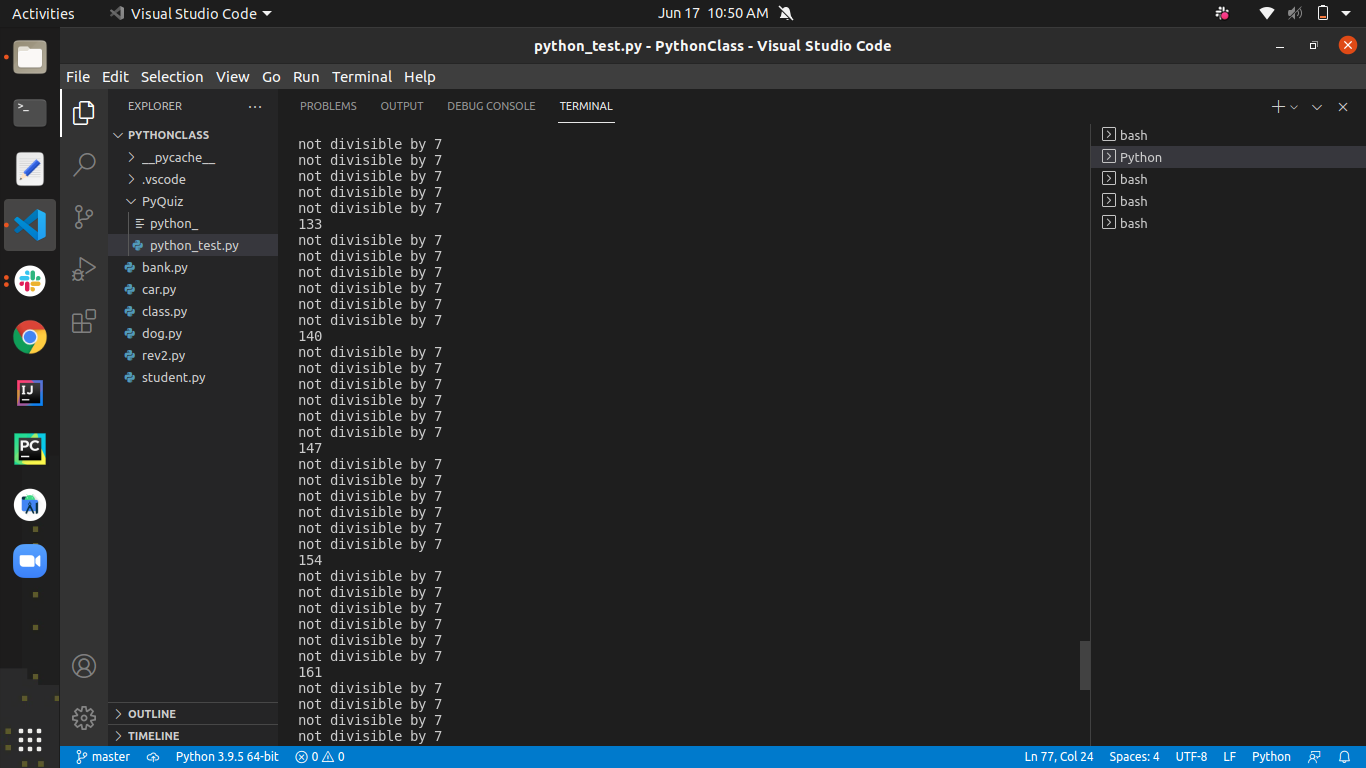 Activities
Visual Studio Code
Jun 17 10:50 AM
python_test.py - PythonClass - Visual Studio Code
File Edit Selection View Go Run Terminal Help
EXPLORER
PROBLEMS OUTPUT DEBUG CONSOLE TERMINAL
PYTHONCLASS
__pycache__
.vscode
PyQuiz
python_
python_test.py
bank.py
car.py
class.py
dog.py
rev2.py
student.py
OUTLINE
TIMELINE
not divisible by 7
not divisible by 7
not divisible by 7
not divisible by 7
not divisible by 7
133
not divisible by 7
not divisible by 7
not divisible by 7
not divisible by 7
not divisible by 7
not divisible by 7
140
not divisible by 7
not divisible by 7
not divisible by 7
not divisible by 7
not divisible by 7
not divisible by 7
147
not divisible by 7
not divisible by 7
not divisible by 7
not divisible by 7
not divisible by 7
not divisible by 7
154
not divisible by 7
not divisible by 7
not divisible by 7
not divisible by 7
not divisible by 7
not divisible by 7
161
not divisible by 7
not divisible by 7
not divisible by 7
not divisible by 7
bash
Python
bash
bash
bash
IJ
PC
master
Python 3.9.5 64-bit
0 0
Ln 77, Col 24
Spaces: 4
UTF-8
LF
Python